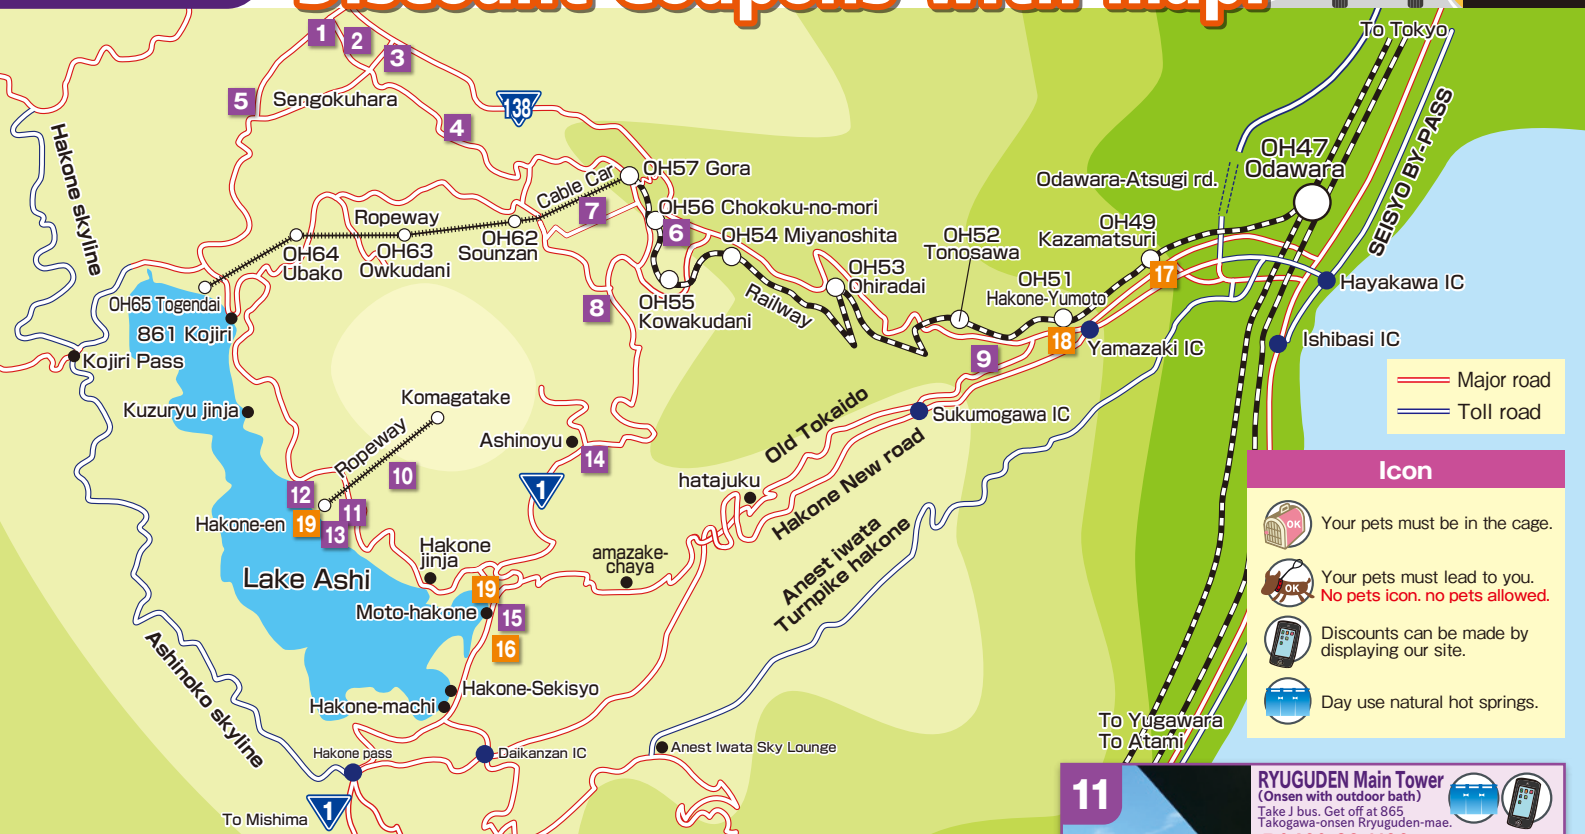 Discount Coupons with Map!
To Tokyo
1
2
3
5
Sengokuhara
138
4
SEISYO BY-PASS
Hakone skyline
OH47
Odawara
OH57 Gora
Cable Car
Odawara-Atsugi rd.
7
OH56 Chokoku-no-mori
Ropeway
6
OH49
Kazamatsuri
OH54 Miyanoshita
OH52
Tonosawa
OH62
Sounzan
OH64
Ubako
OH63
Owkudani
17
OH53
Ohiradai
OH51
Hakone-Yumoto
Hayakawa IC
OH65 Togendai
8
OH55
Kowakudani
Railway
861 Kojiri
18
Yamazaki IC
Ishibasi IC
Kojiri Pass
9
Major road
Toll road
Komagatake
Kuzuryu jinja
Sukumogawa IC
Old Tokaido
Ashinoyu
Ropeway
14
Icon
10
hatajuku
1
12
Hakone New road
11
Hakone-en
19
13
OK
Your pets must be in the cage.
Anest iwata
Turnpike hakone
Hakone
jinja
amazake-
chaya
Lake Ashi
OK
Your pets must lead to you.
No pets icon. no pets allowed.
19
Moto-hakone
15
16
Discounts can be made by
displaying our site.
Ashinoko skyline
Hakone-Sekisyo
Hakone-machi
Day use natural hot springs.
To Yugawara
To Atami
Hakone pass
Daikanzan IC
Anest Iwata Sky Lounge
To Mishima
1
11
RYUGUDEN Main Tower
(Onsen with outdoor bath)
Take J bus. Get off at 865
Takogawa-onsen Rryuguden-mae.